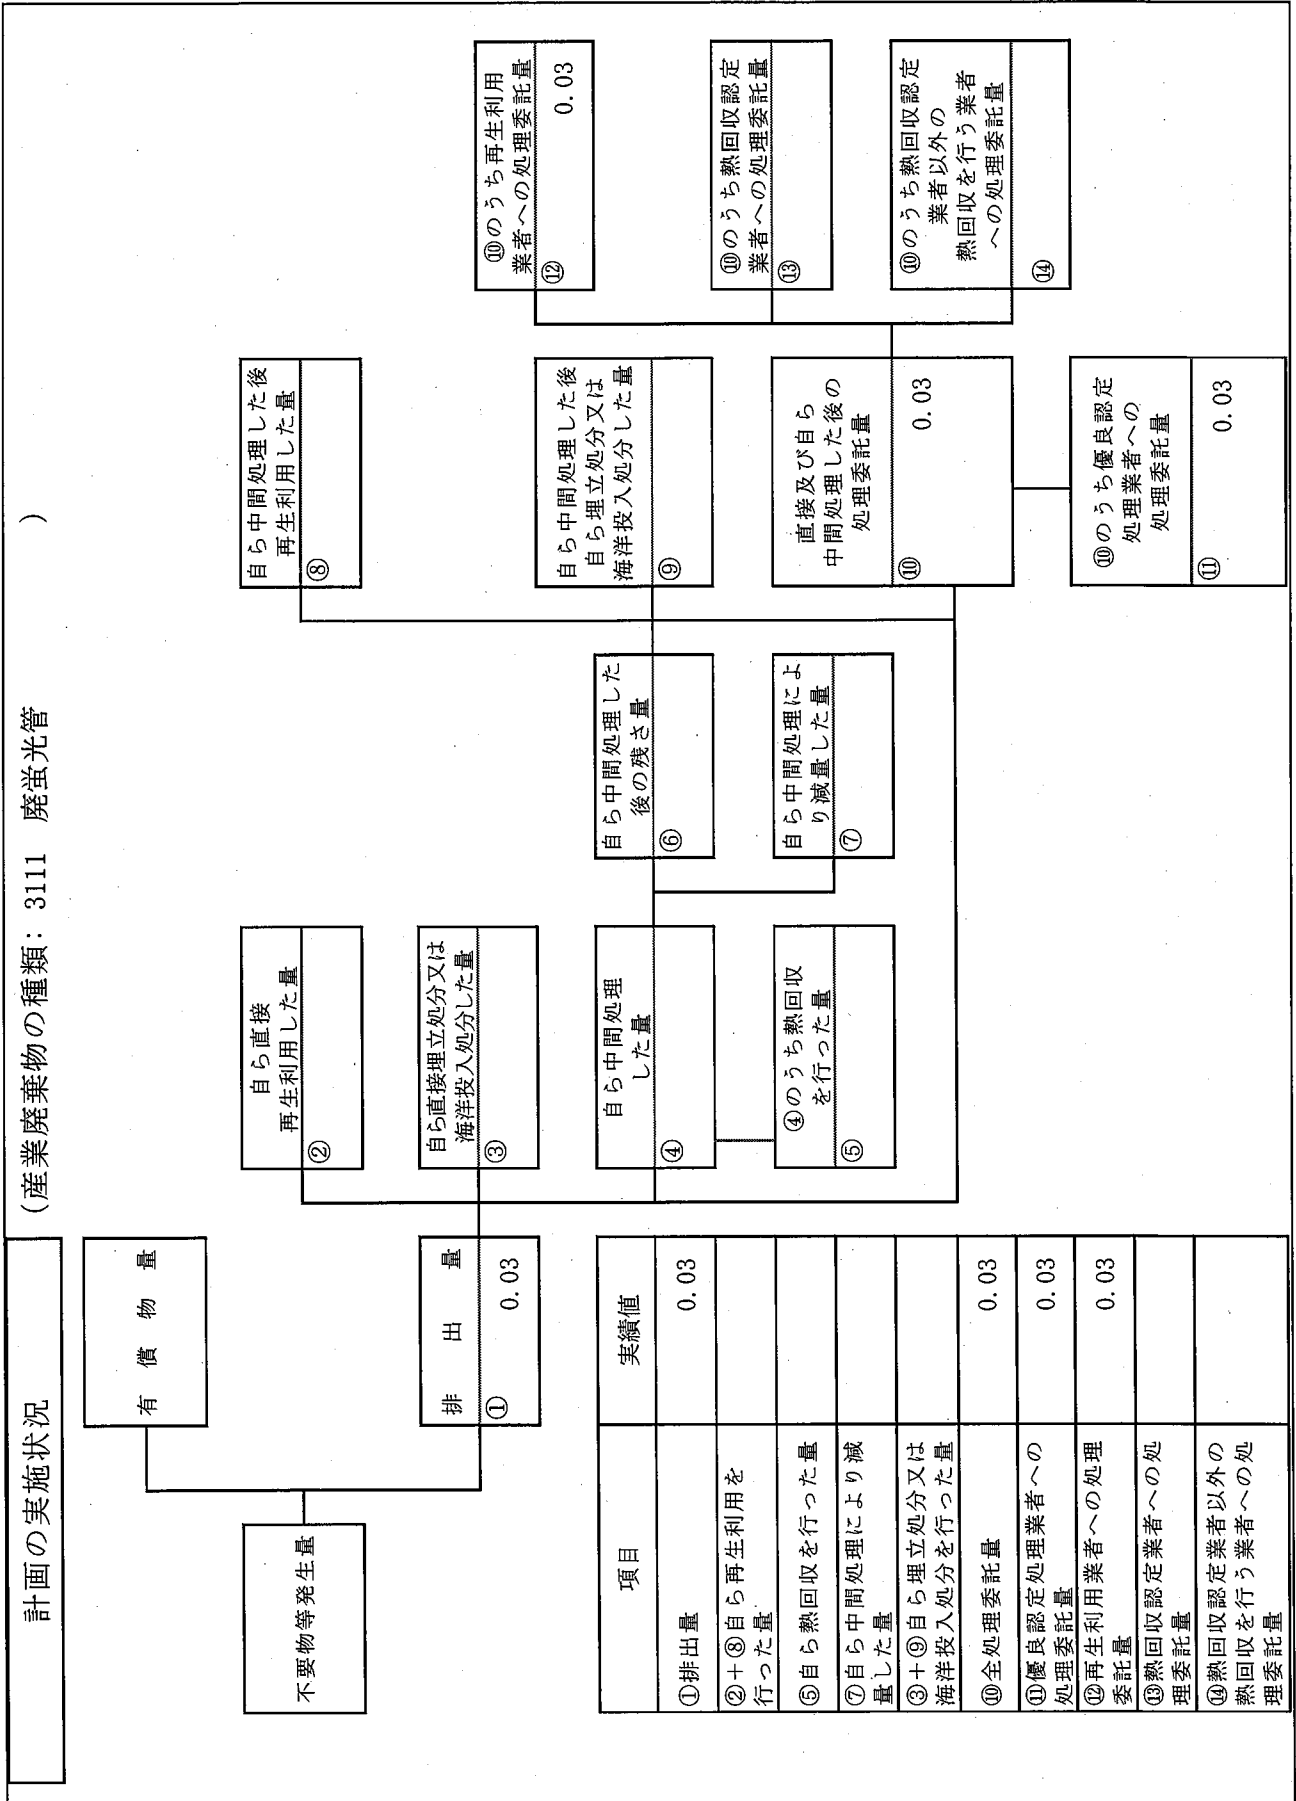 計画の実施状況
(産業廃棄物の種類: 3111 廃蛍光管 )
不要物等発生量
有償物量
排出量
① 0.03
自ら直接
再生利用した量
②
自ら直接埋立処分又は
海洋投入処分した量
③
自ら中間処理
した量
④
④のうち熱回収
を行った量
⑤
自ら中間処理した
後の残さ量
⑥
自ら中間処理によ
り減量した量
⑦
自ら中間処理した後
再生利用した量
⑧
自ら中間処理した後
自ら埋立処分又は
海洋投入処分した量
⑨
直接及び自ら
中間処理した後の
処理委託量
⑩ 0.03
⑩のうち優良認定
処理業者への
処理委託量
⑪ 0.03
⑩のうち再生利用
業者への処理委託量
⑫ 0.03
⑩のうち熱回収認定
業者への処理委託量
⑬
⑩のうち熱回収認定
業者以外の
熱回収を行う業者
への処理委託量
⑭
項目 実績値
①排出量 0.03
②+⑧自ら再生利用を
行った量
⑤自ら熱回収を行った量
⑦自ら中間処理により減
量した量
③+⑨自ら埋立処分又は
海洋投入処分を行った量
⑩全処理委託量 0.03
⑪優良認定処理業者への
処理委託量 0.03
⑫再生利用業者への処理
委託量 0.03
⑬熱回収認定業者への処
理委託量
⑭熱回収認定業者以外の
熱回収を行う業者への処
理委託量